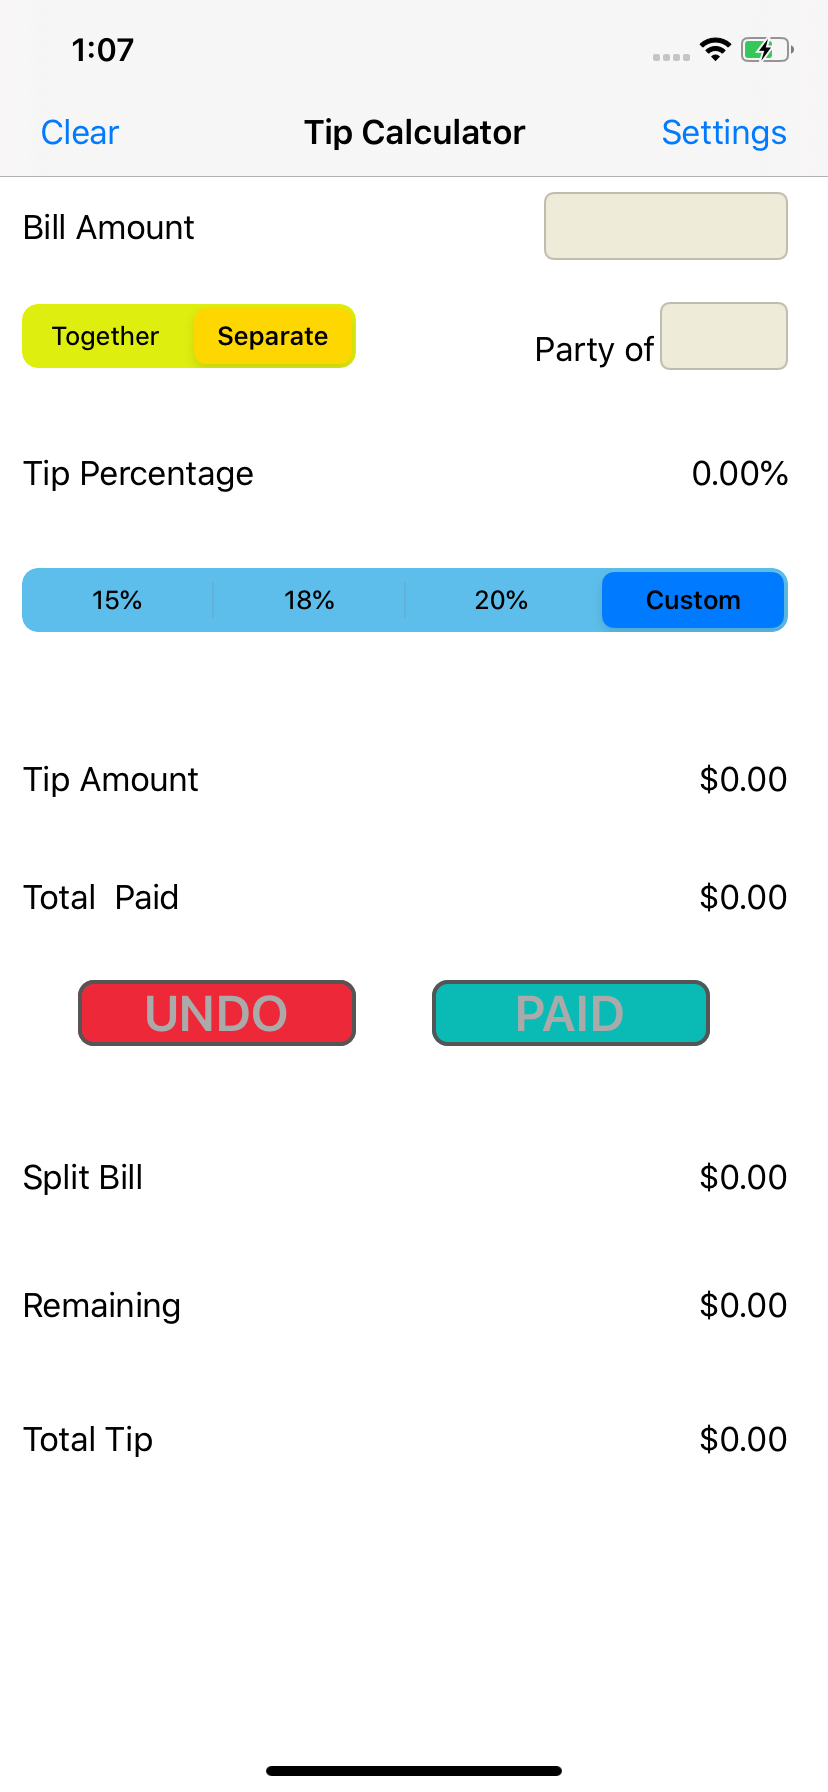 1:07
Clear Tip Calculator Settings
Bill Amount
Together Separate Party of
Tip Percentage 0.00%
15% 18% 20% Custom
Tip Amount $0.00
Total Paid $0.00
UNDO PAID
Split Bill $0.00
Remaining $0.00
Total Tip $0.00